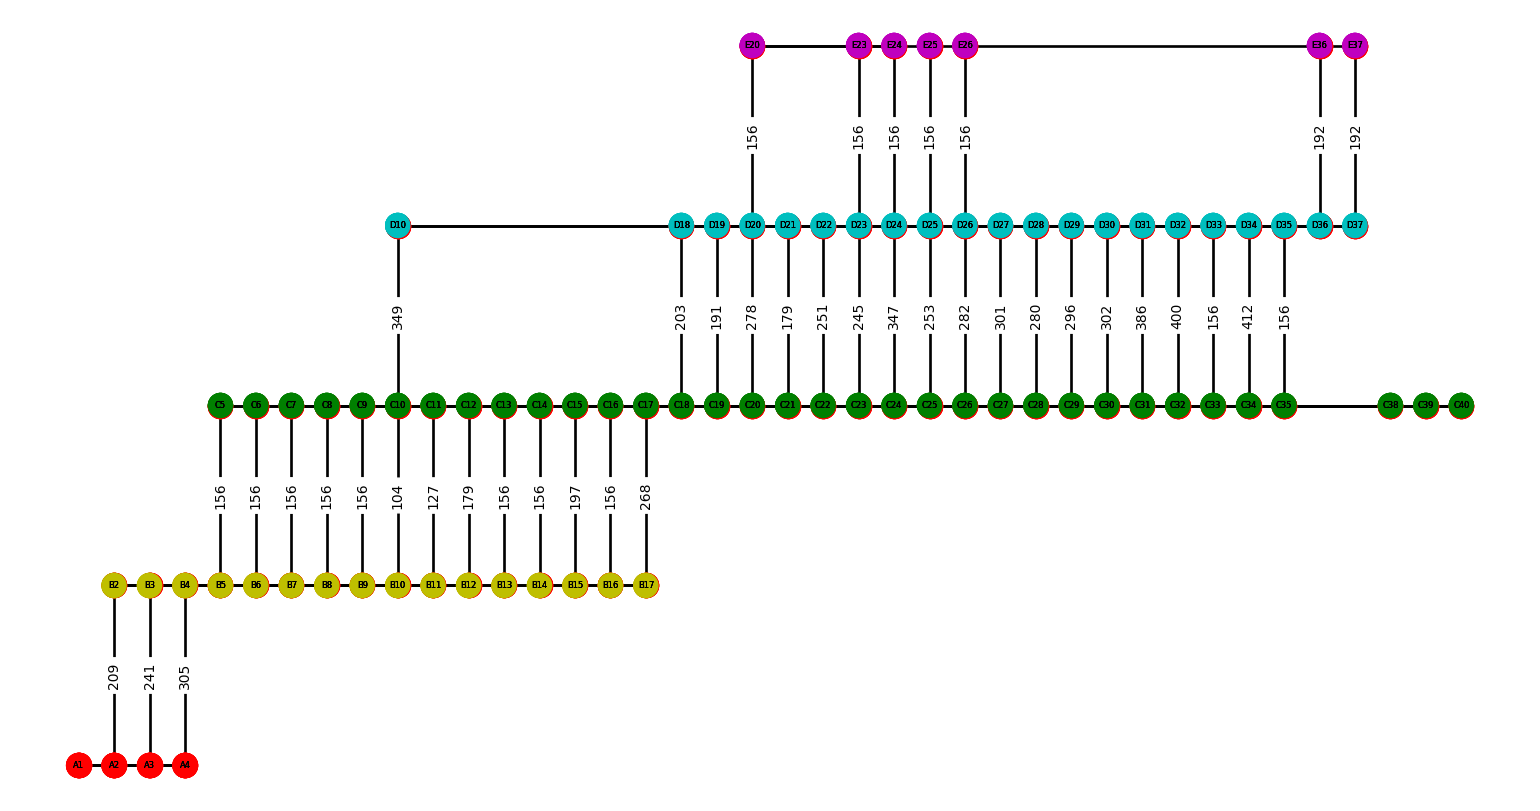 E20 E23 E24 E25 E26 E36 E37
156 156 156 156 156 192 192
D10 D18 D19 D20 D21 D22 D23 D24 D25 D26 D27 D28 D29 D30 D31 D32 D33 D34 D35 D36 D37
349 203 191 278 179 251 245 347 253 282 301 280 296 302 386 400 156 412 156
C5 C6 C7 C8 C9 C10 C11 C12 C13 C14 C15 C16 C17 C18 C19 C20 C21 C22 C23 C24 C25 C26 C27 C28 C29 C30 C31 C32 C33 C34 C35 C38 C39 C40
156 156 156 156 156 104 127 179 156 156 197 156 268
B2 B3 B4 B5 B6 B7 B8 B9 B10 B11 B12 B13 B14 B15 B16 B17
209 241 305
A1 A2 A3 A4